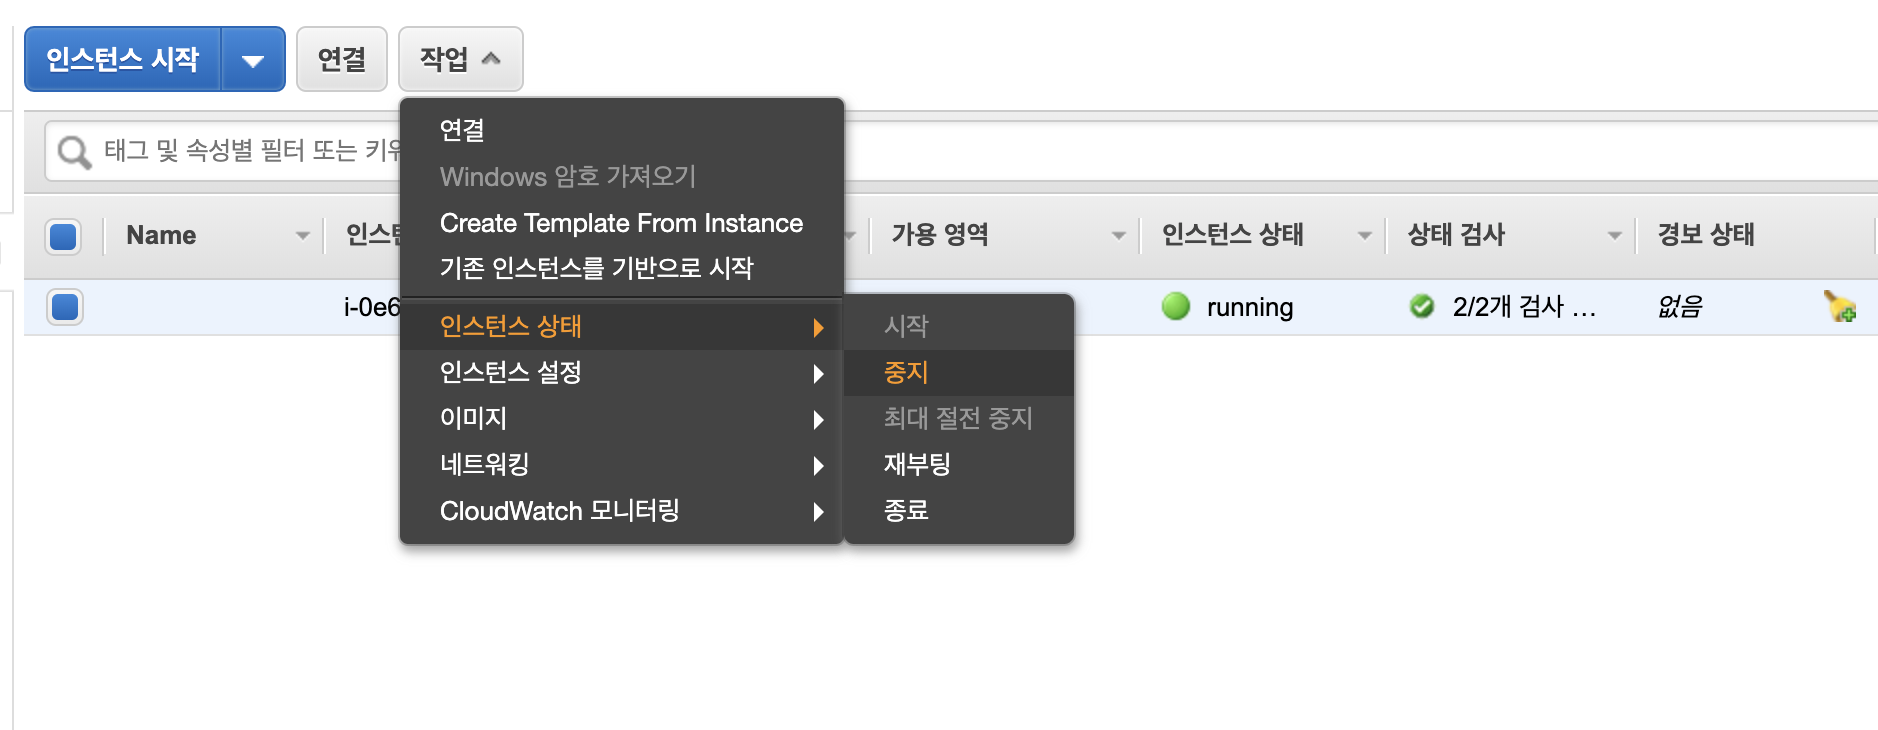 인스턴스 시작
연결
작업
태그 및 속성별 필터 또는 키워
Name
인스턴
가용 영역
인스턴스 상태
상태 검사
경보 상태
i-0e6
running
2/2개 검사 ...
없음
연결
Windows 암호 가져오기
Create Template From Instance
기존 인스턴스를 기반으로 시작
인스턴스 상태
인스턴스 설정
이미지
네트워킹
CloudWatch 모니터링
시작
중지
최대 절전 중지
재부팅
종료